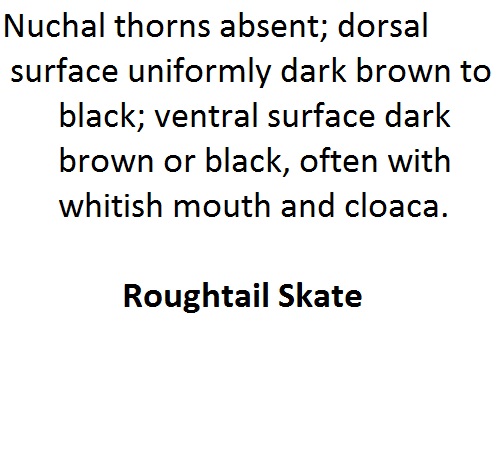 Nuchal thorns absent; dorsal
surface uniformly dark brown to
black; ventral surface dark
brown or black, often with
whitish mouth and cloaca.
Roughtail Skate